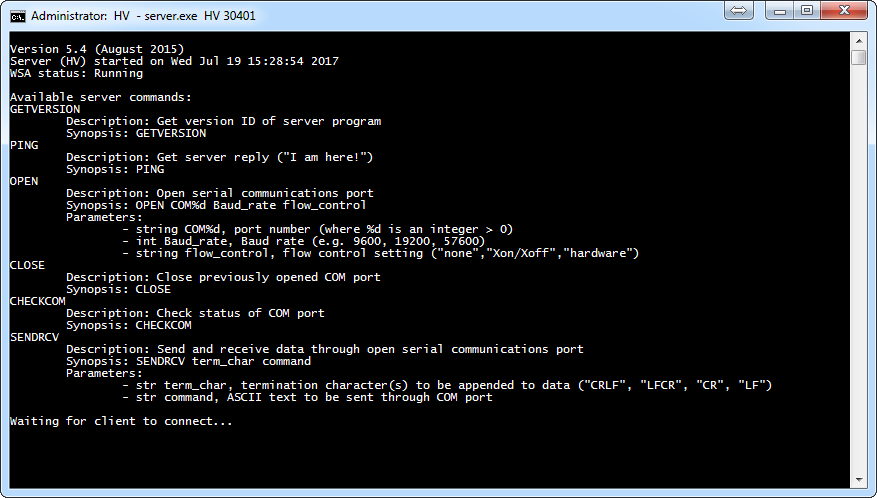 Administrator:  HV  - server.exe  HV 30401
Version 5.4 (August 2015)
Server (HV) started on Wed Jul 19 15:28:54 2017
WSA status: Running
Available server commands:
GETVERSION
Description: Get version ID of server program
Synopsis: GETVERSION
PING
Description: Get server reply ("I am here!")
Synopsis: PING
OPEN
Description: Open serial communications port
Synopsis: OPEN COM%d Baud_rate flow_control
Parameters:
- string COM%d, port number (where %d is an integer > 0)
- int Baud_rate, Baud rate (e.g. 9600, 19200, 57600)
- string flow_control, flow control setting ("none","Xon/Xoff","hardware")
CLOSE
Description: Close previously opened COM port
Synopsis: CLOSE
CHECKCOM
Description: Check status of COM port
Synopsis: CHECKCOM
SENDRCV
Description: Send and receive data through open serial communications port
Synopsis: SENDRCV term_char command
Parameters:
- str term_char, termination character(s) to be appended to data ("CRLF", "LFCR", "CR", "LF")
- str command, ASCII text to be sent through COM port
Waiting for client to connect...